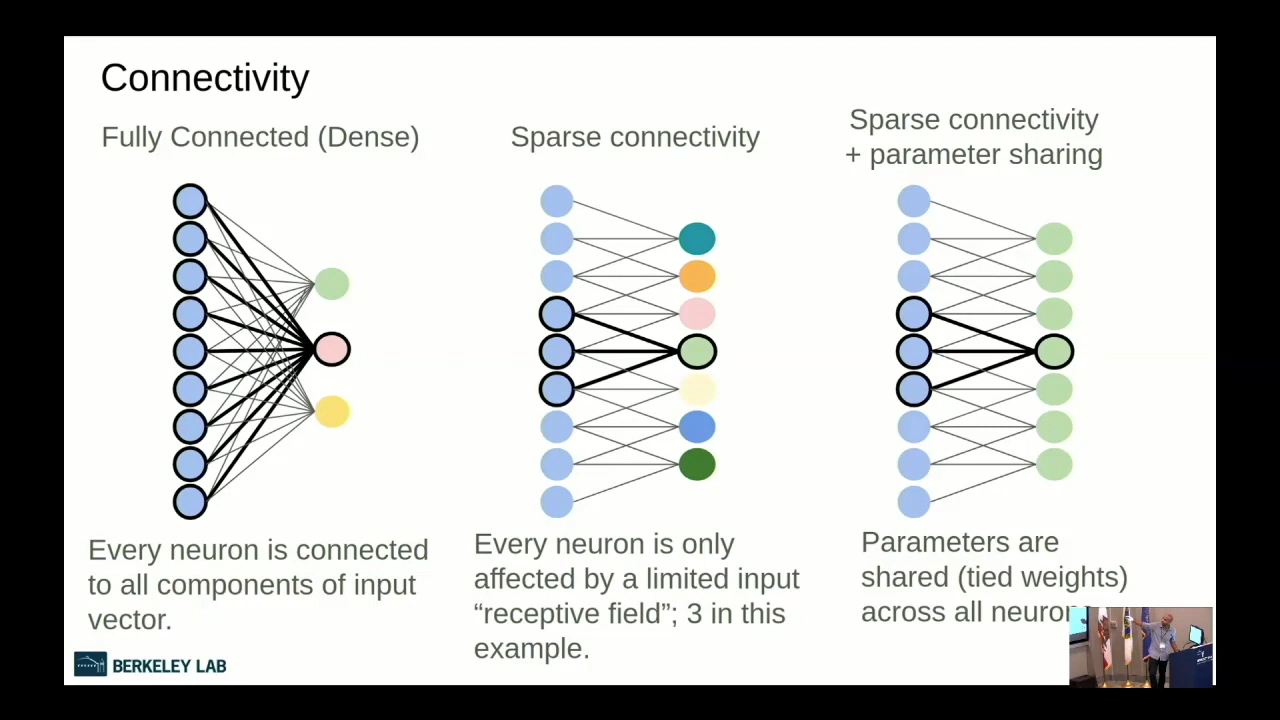 Connectivity
Fully Connected (Dense)
Every neuron is connected
to all components of input
vector.
Sparse connectivity
Every neuron is only
affected by a limited input
“receptive field”; 3 in this
example.
Sparse connectivity
+ parameter sharing
Parameters are
shared (tied weights)
across all
BERKELEY LAB